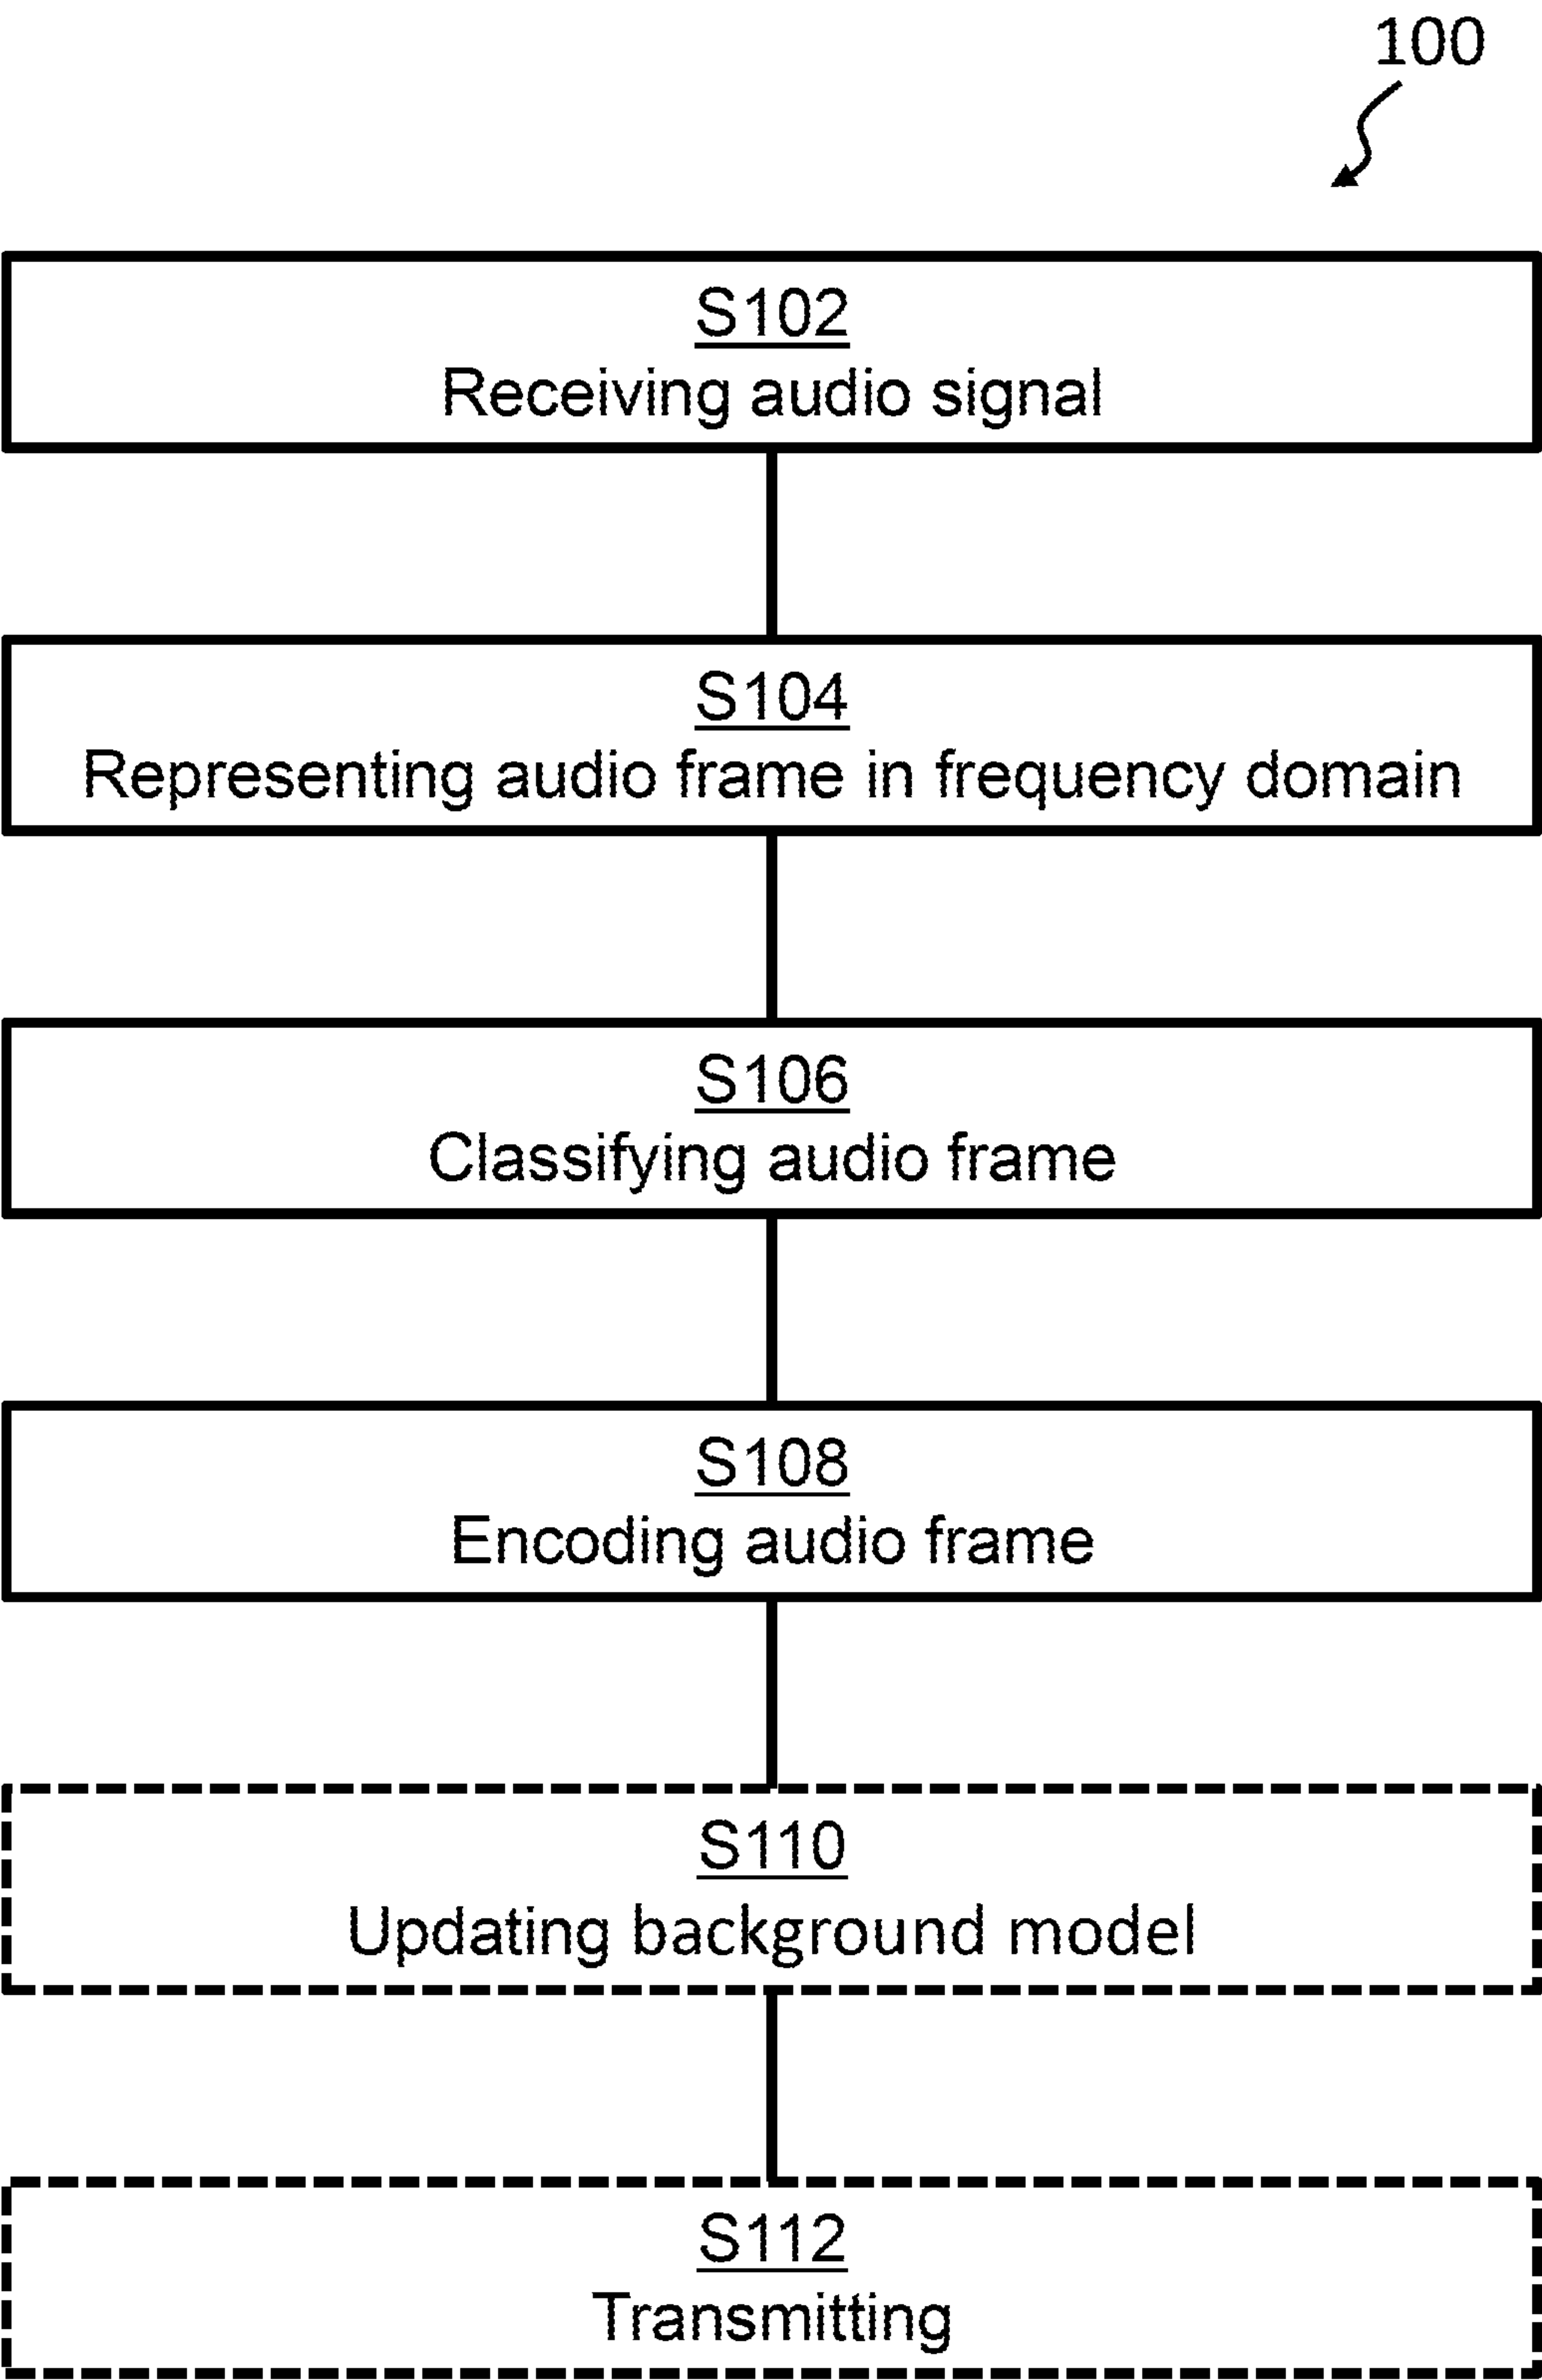 100
S102
Receiving audio signal
S104
Representing audio frame in frequency domain
S106
Classifying audio frame
S108
Encoding audio frame
S110
Updating background model
S112
Transmitting